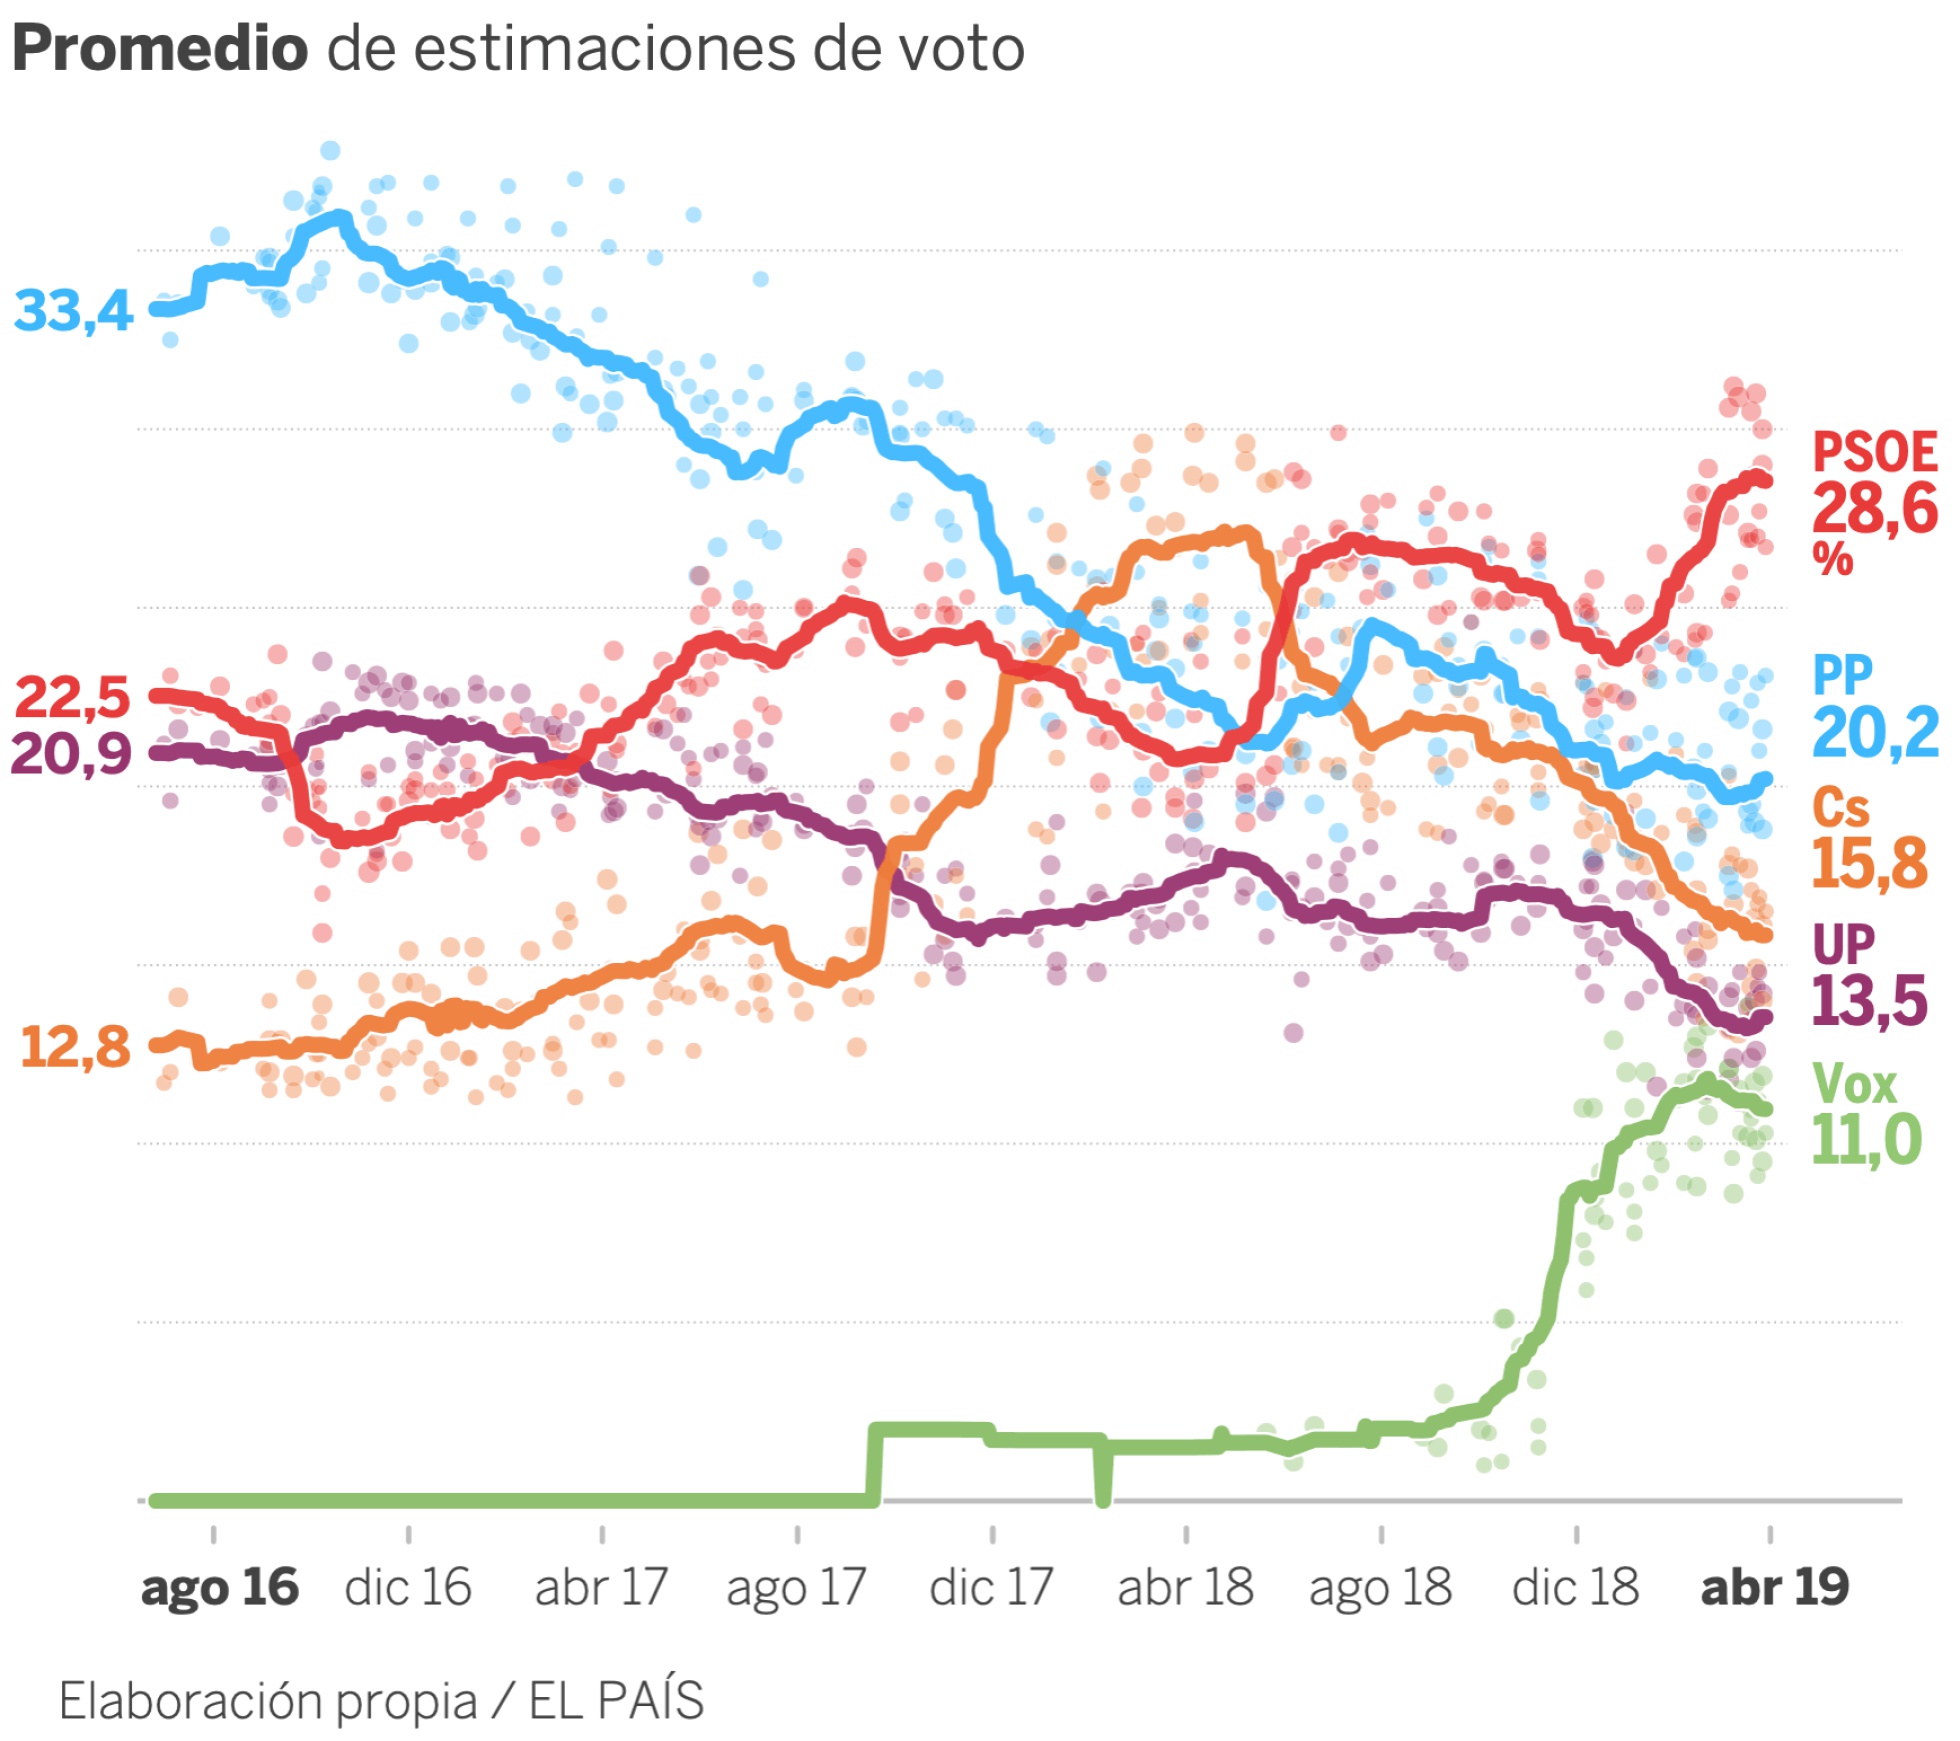 Promedio de estimaciones de voto
33,4
22,5
20,9
12,8
PSOE
28,6
%
PP
20,2
Cs
15,8
UP
13,5
Vox
11,0
ago 16 dic 16 abr 17 ago 17 dic 17 abr 18 ago 18 dic 18 abr 19
Elaboración propia / EL PAÍS